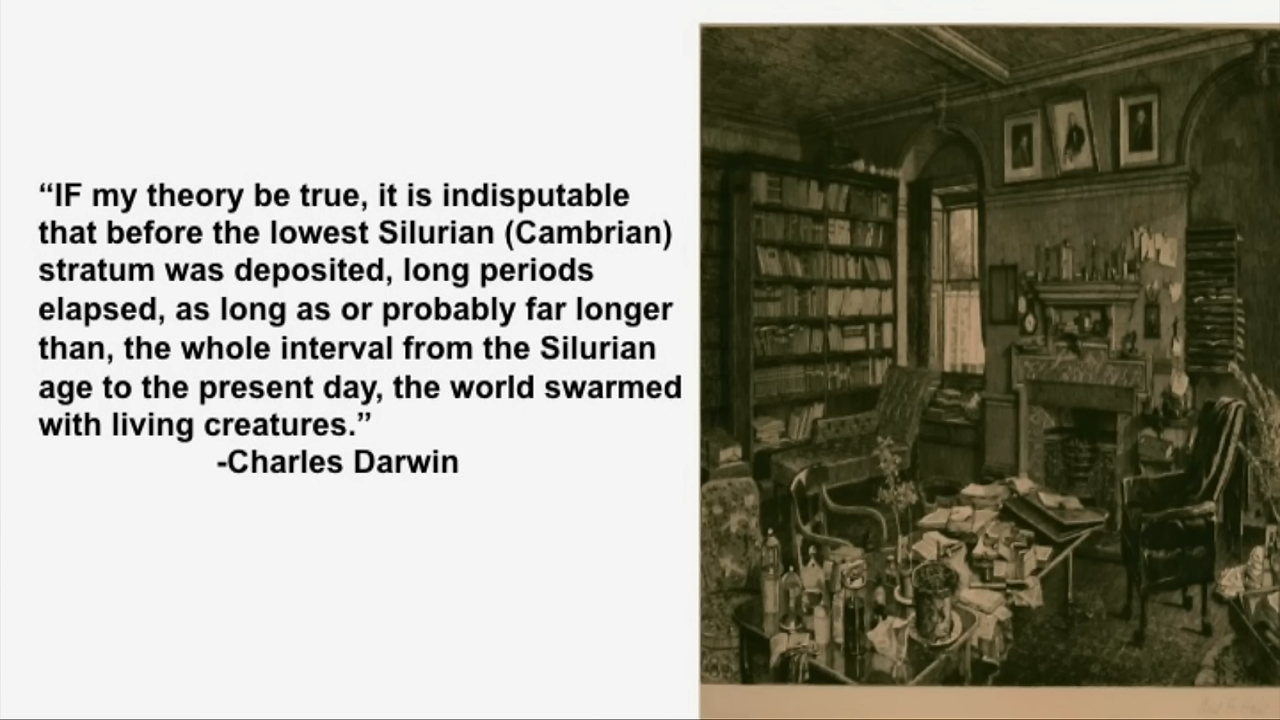 “IF my theory be true, it is indisputable
that before the lowest Silurian (Cambrian)
stratum was deposited, long periods
elapsed, as long as or probably far longer
than, the whole interval from the Silurian
age to the present day, the world swarmed
with living creatures.”
-Charles Darwin